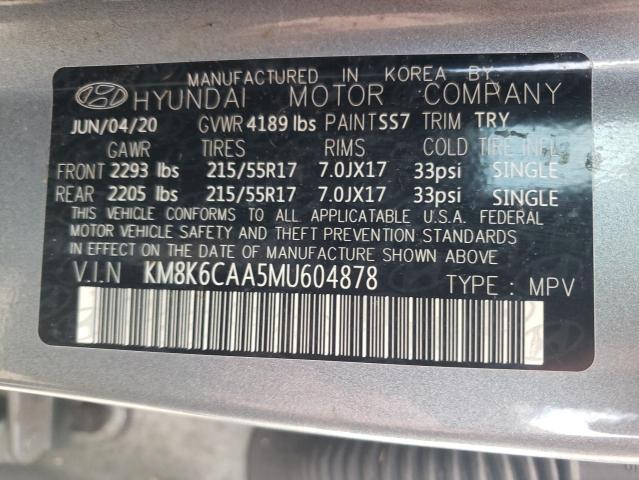 MANUFACTURED IN KOREA BY
HYUNDAI MOTOR COMPANY
JUN/04/20 GVWR 4189 lbs PAINT SS7 TRIM TRY
GAWR TIRES RIMS COLD TIRE INFL.
FRONT 2293 lbs 215/55R17 7.0JX17 33psi SINGLE
REAR 2205 lbs 215/55R17 7.0JX17 33psi SINGLE
THIS VEHICLE CONFORMS TO ALL APPLICABLE U.S.A. FEDERAL
MOTOR VEHICLE SAFETY AND THEFT PREVENTION STANDARDS
IN EFFECT ON THE DATE OF MANUFACTURE SHOWN ABOVE
V.I.N KM8K6CAA5MU604878 TYPE : MPV